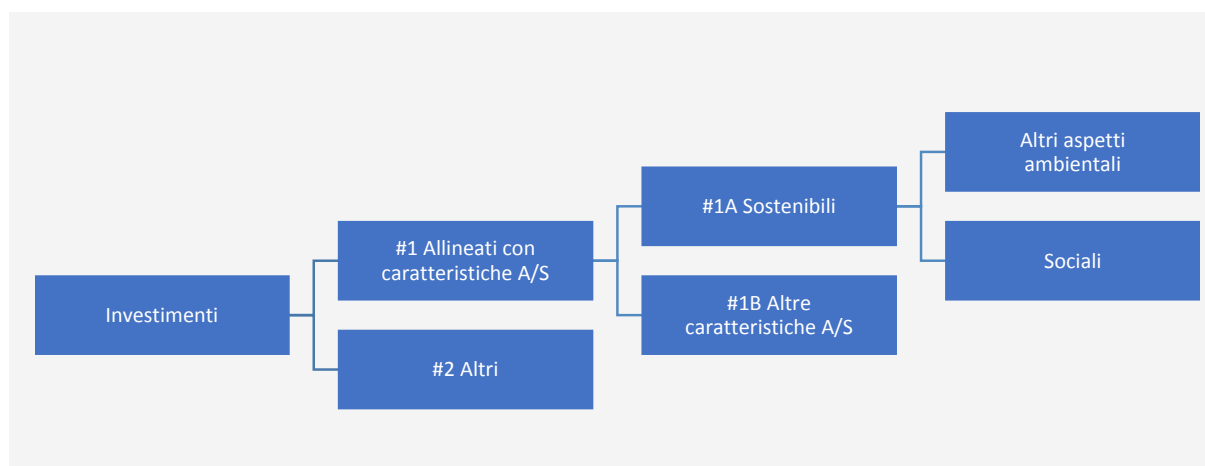 Investimenti
#1 Allineati con
caratteristiche A/S
#2 Altri
#1A Sostenibili
#1B Altre
caratteristiche A/S
Altri aspetti
ambientali
Sociali